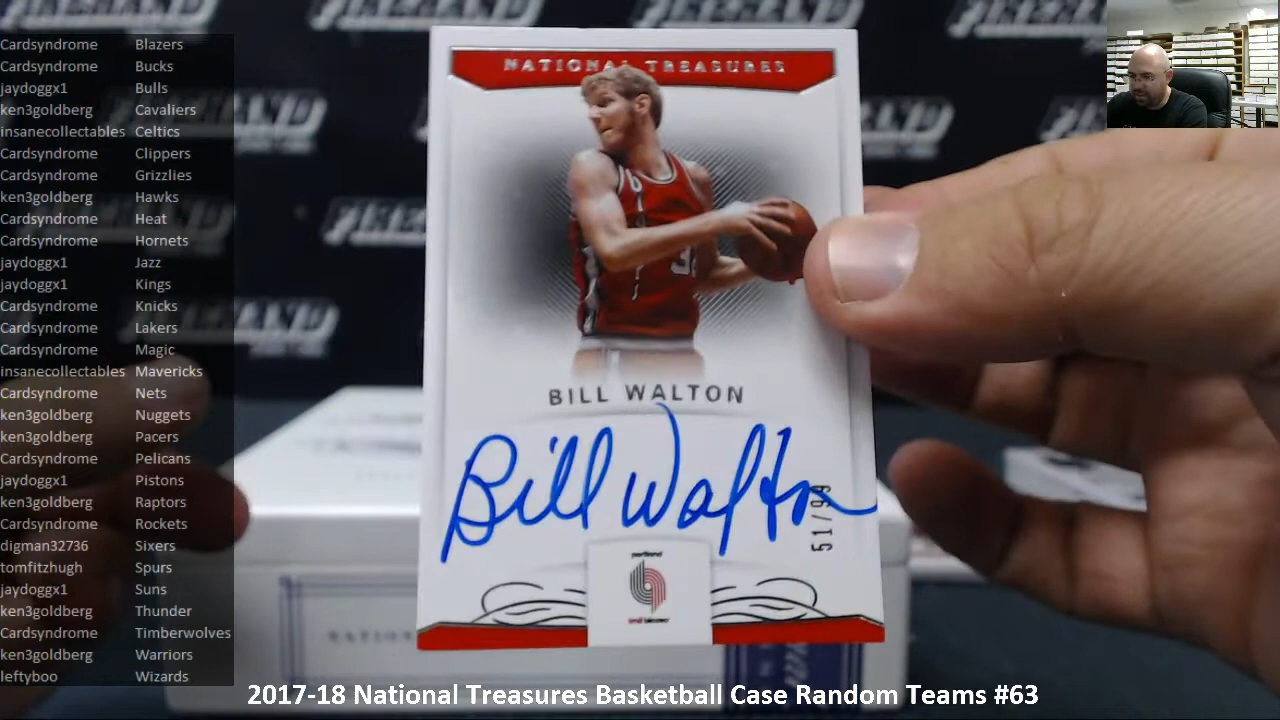 Cardsyndrome Blazers
Cardsyndrome Bucks
jaydoggx1 Bulls
ken3goldberg Cavaliers
insanecollectables Celtics
Cardsyndrome Clippers
Cardsyndrome Grizzlies
ken3goldberg Hawks
Cardsyndrome Heat
Cardsyndrome Hornets
jaydoggx1 Jazz
jaydoggx1 Kings
Cardsyndrome Knicks
Cardsyndrome Lakers
Cardsyndrome Magic
insanecollectables Mavericks
Cardsyndrome Nets
ken3goldberg Nuggets
ken3goldberg Pacers
Cardsyndrome Pelicans
jaydoggx1 Pistons
ken3goldberg Raptors
Cardsyndrome Rockets
digman32736 Sixers
tomfitzhugh Spurs
jaydoggx1 Suns
ken3goldberg Thunder
Cardsyndrome Timberwolves
ken3goldberg Warriors
leftyboo Wizards
NATIONAL TREASURES
BILL WALTON
Bill Walton
51/99
portland
trail blazers
2017-18 National Treasures Basketball Case Random Teams #63